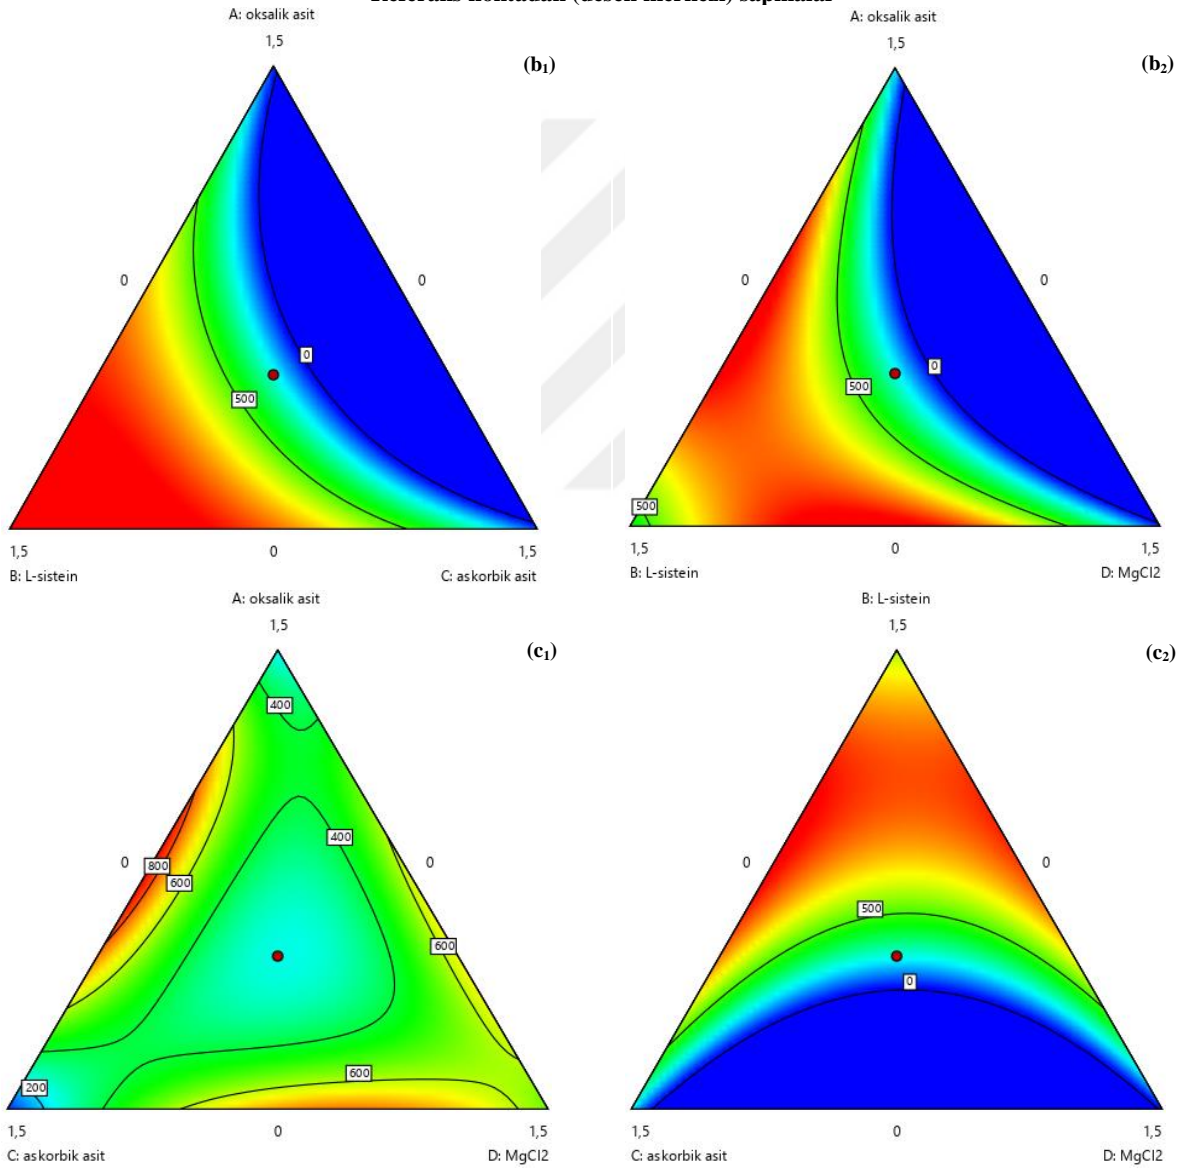 A: oksalik asit
A: oksalik asit
1,5
1,5
(b₁)
(b₂)
0
0
0
0
0
500
0
500
500
1,5
0
1,5
1,5
0
1,5
B: L-sistein
C: askorbik asit
B: L-sistein
D: MgCl2
A: oksalik asit
B: L-sistein
1,5
1,5
(c₁)
(c₂)
400
400
0
800
600
0
600
200
600
0
0
500
0
1,5
0
1,5
1,5
0
1,5
C: askorbik asit
D: MgCl2
C: askorbik asit
D: MgCl2